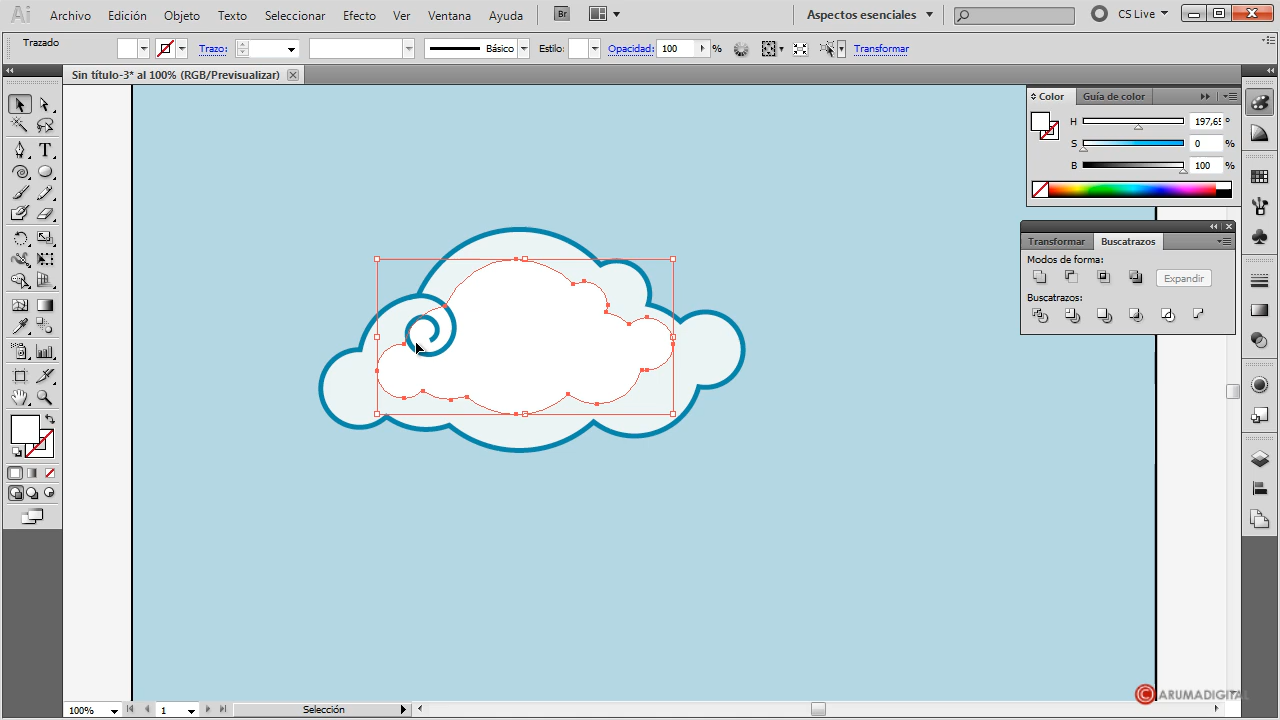 Ai Archivo Edición Objeto Texto Seleccionar Efecto Ver Ventana Ayuda Br Aspectos esenciales CS Live
Trazado Trazo: Básico Estilo: Opacidad: 100 % Transformar
Sin título-3* al 100% (RGB/Previsualizar)
Color Guía de color
H 197,65 °
S 0 %
B 100 %
Transformar Buscatrazos
Modos de forma:
Expandir
Buscatrazos:
100% 1 Selección
© ARUMADIGITAL